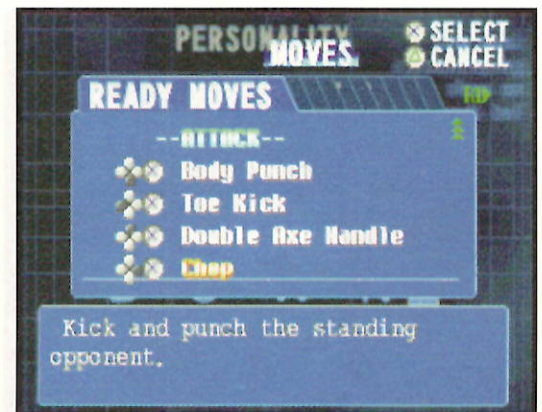 PERSONALITY
MOVES
SELECT
CANCEL
READY MOVES
--ATTACK--
Body Punch
Toe Kick
Double Axe Handle
Chop
Kick and punch the standing
opponent.